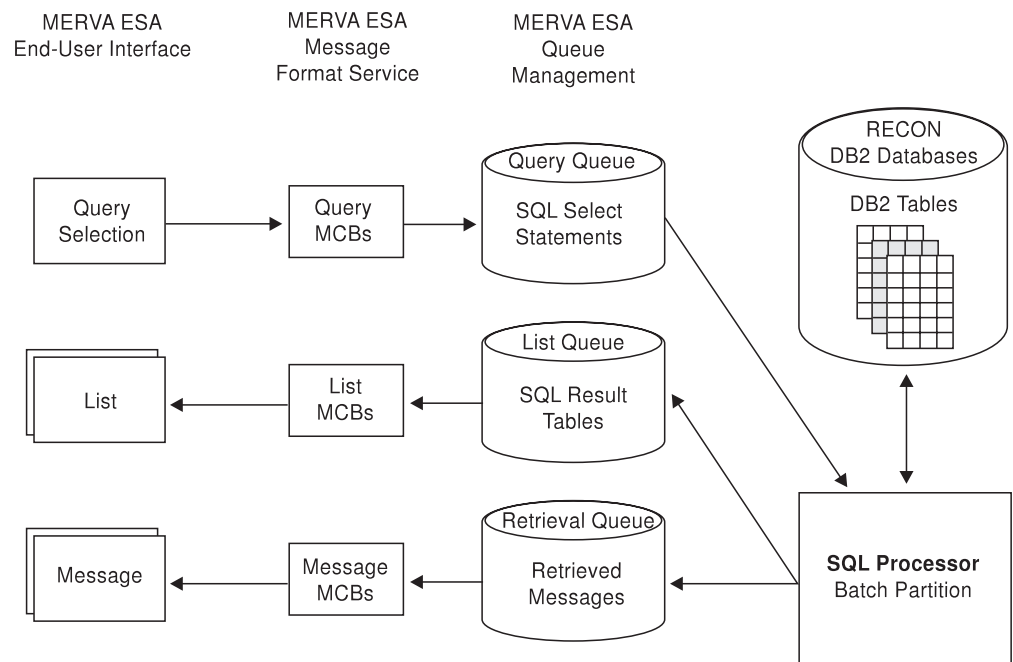 MERVA ESA
End-User Interface
MERVA ESA
Message
Format Service
MERVA ESA
Queue
Management
RECON
DB2 Databases
DB2 Tables
Query
Selection
Query
MCBs
Query Queue
SQL Select
Statements
List
List
MCBs
List Queue
SQL Result
Tables
Message
Message
MCBs
Retrieval Queue
Retrieved
Messages
SQL Processor
Batch Partition